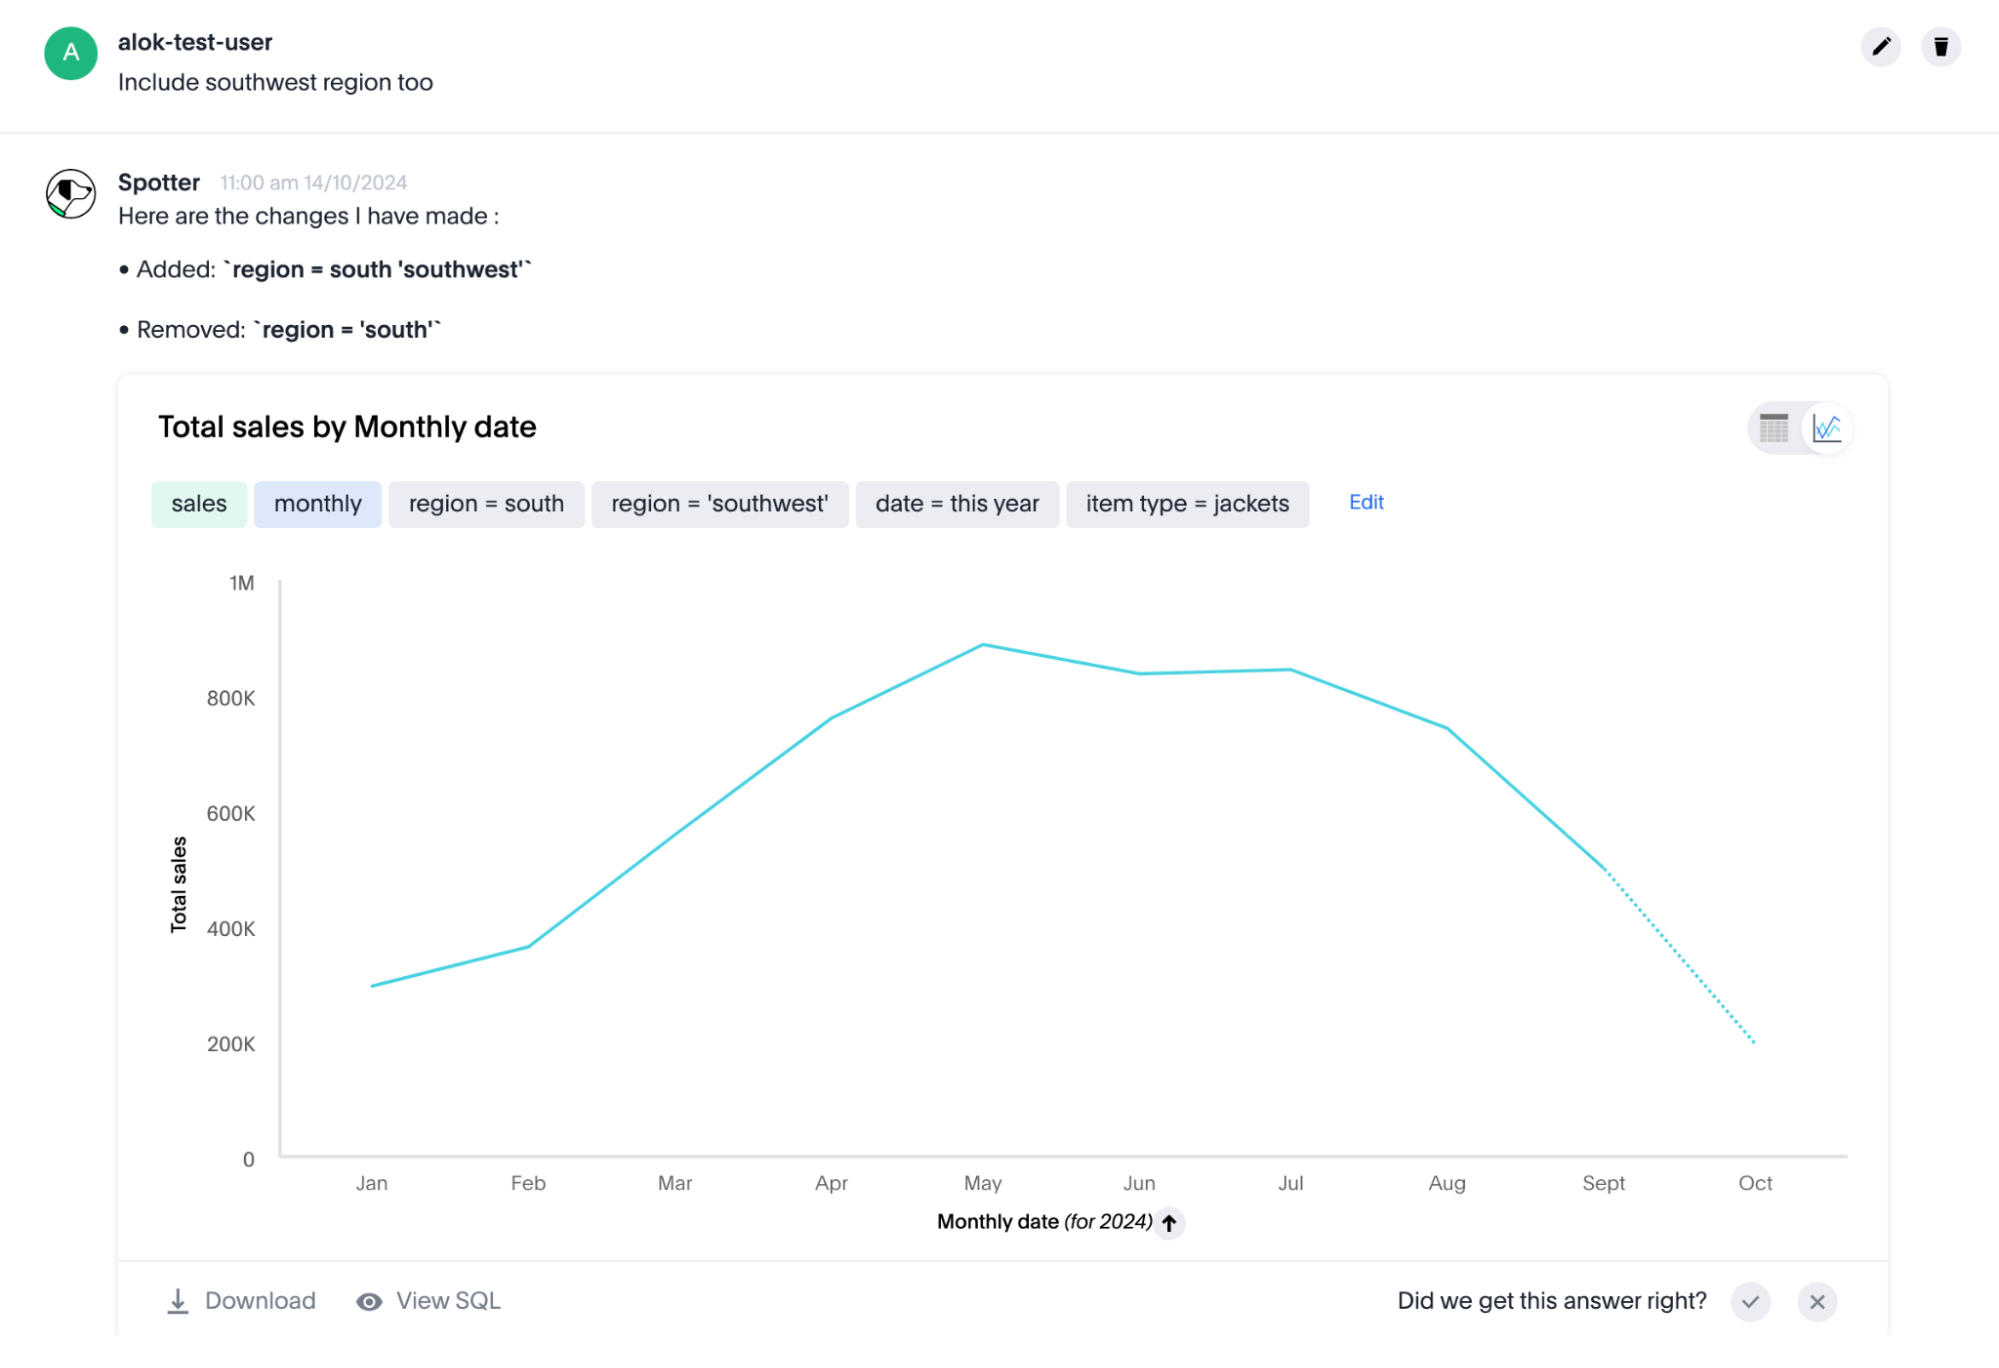 A
alok-test-user
Include southwest region too
Spotter 11:00 am 14/10/2024
Here are the changes I have made :
• Added: `region = south 'southwest'`
• Removed: `region = 'south'`
Total sales by Monthly date
sales monthly region = south region = 'southwest' date = this year item type = jackets Edit
1M
800K
600K
400K
200K
0
Total sales
Jan Feb Mar Apr May Jun Jul Aug Sept Oct
Monthly date (for 2024)
Download View SQL Did we get this answer right?